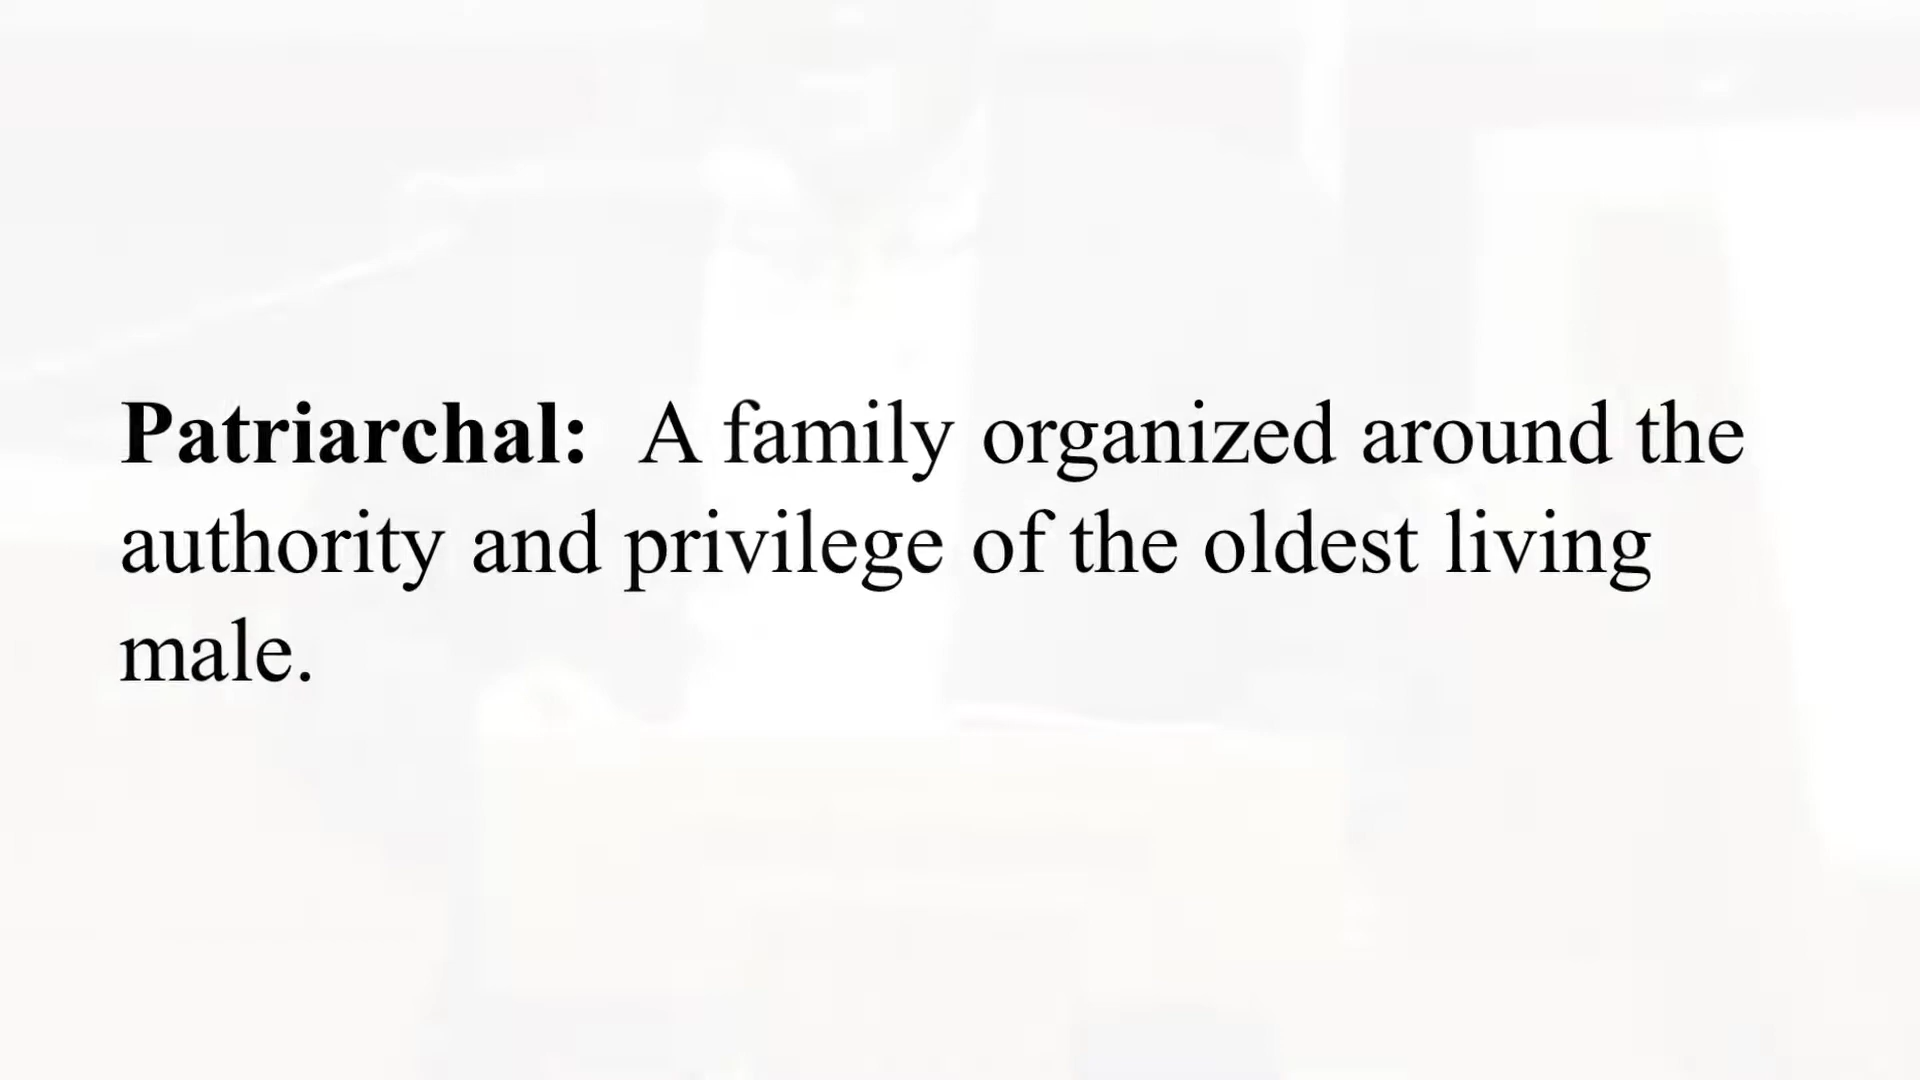 Patriarchal:  A family organized around the
authority and privilege of the oldest living
male.